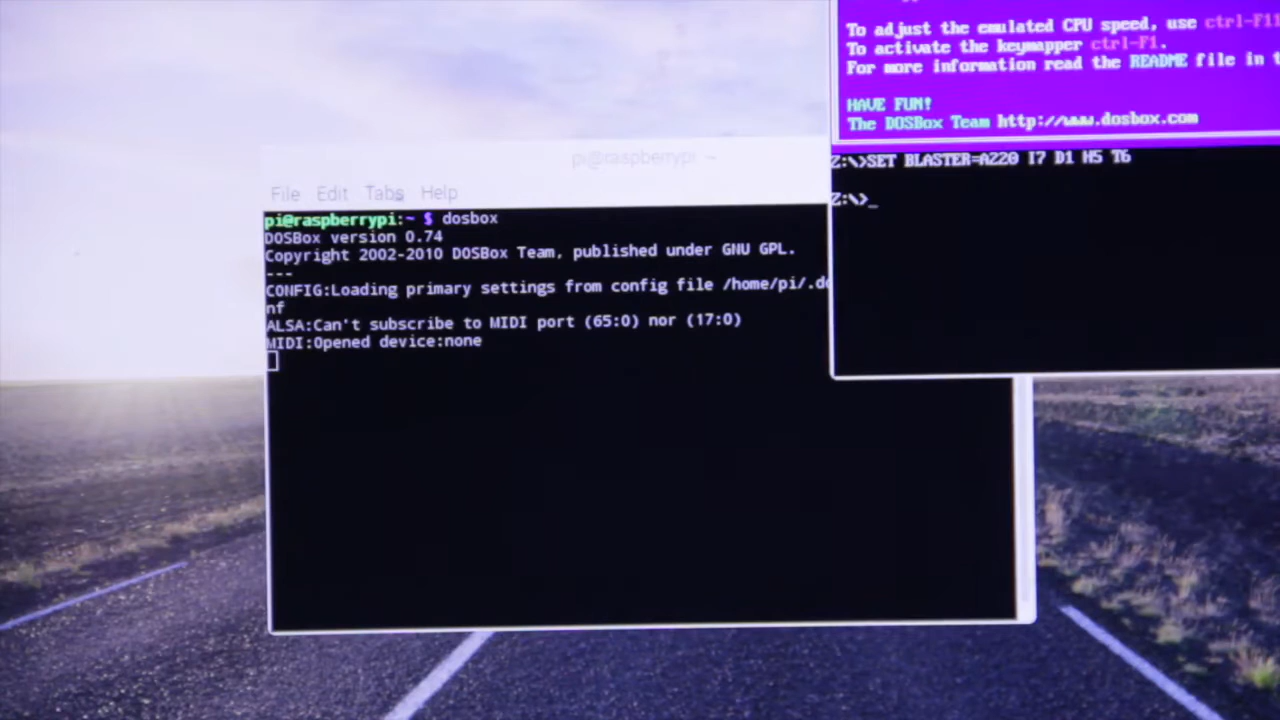 pi@raspberrypi: ~
File Edit Tabs Help
pi@raspberrypi:~ $ dosbox
DOSBox version 0.74
Copyright 2002-2010 DOSBox Team, published under GNU GPL.
---
CONFIG:Loading primary settings from config file /home/pi/.do
nf
ALSA:Can't subscribe to MIDI port (65:0) nor (17:0)
MIDI:Opened device:none
To adjust the emulated CPU speed, use ctrl-F11
To activate the keymapper ctrl-F1.
For more information read the README file in t
HAVE FUN!
The DOSBox Team http://www.dosbox.com
Z:\>SET BLASTER=A220 I7 D1 H5 T6
Z:\>_